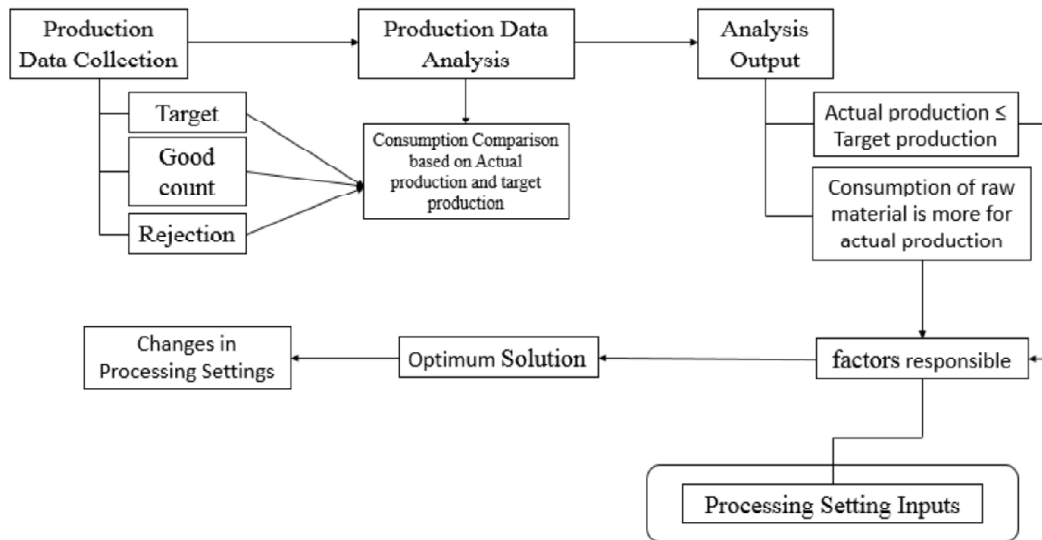 Production
Data Collection
Production Data
Analysis
Analysis
Output
Target
Good
count
Rejection
Consumption Comparison
based on Actual
production and target
production
Actual production ≤
Target production
Consumption of raw
material is more for
actual production
Changes in
Processing Settings
Optimum Solution
factors responsible
Processing Setting Inputs